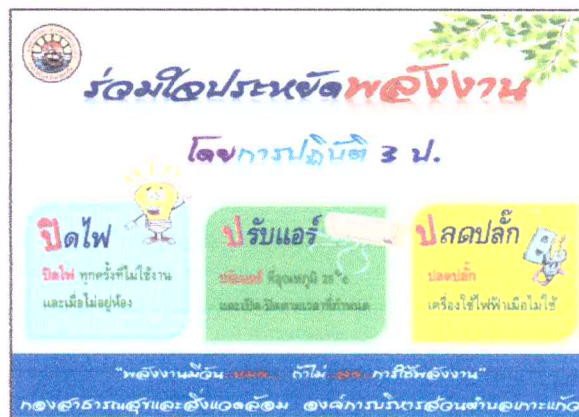 ร่วมใจประหยัดพลังงาน
โดยการปฏิบัติ 3 ป.
ปิดไฟ
ปิดไฟ ทุกครั้งที่ไม่ใช้งาน
และเมื่อไม่อยู่ห้อง
ปรับแอร์
ปรับแอร์ ที่อุณหภูมิ 25°c
และเปิด-ปิดตามเวลาที่กำหนด
ปลดปลั๊ก
ปลดปลั๊ก
เครื่องใช้ไฟฟ้าเมื่อไม่ใช้
"พลังงานมีวัน...หมด... ถ้าไม่...ลด...การใช้พลังงาน"
กองสาธารณสุขและสิ่งแวดล้อม องค์การบริหารส่วนตำบลเกาะแก้ว